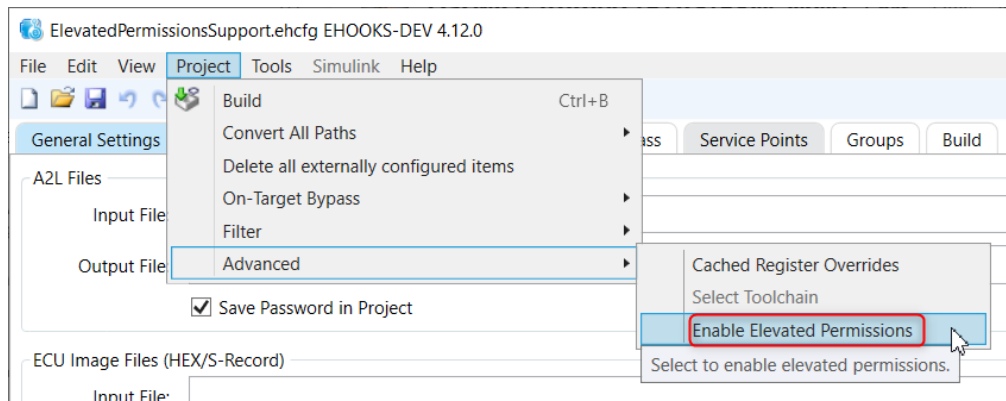 ElevatedPermissionsSupport.ehcfg EHOOKS-DEV 4.12.0
File Edit View Project Tools Simulink Help
Build Ctrl+B
Convert All Paths
Delete all externally configured items
On-Target Bypass
Filter
Advanced
Cached Register Overrides
Select Toolchain
Enable Elevated Permissions
Select to enable elevated permissions.
General Settings ass Service Points Groups Build
A2L Files
Input File:
Output File
Save Password in Project
ECU Image Files (HEX/S-Record)
Input File: